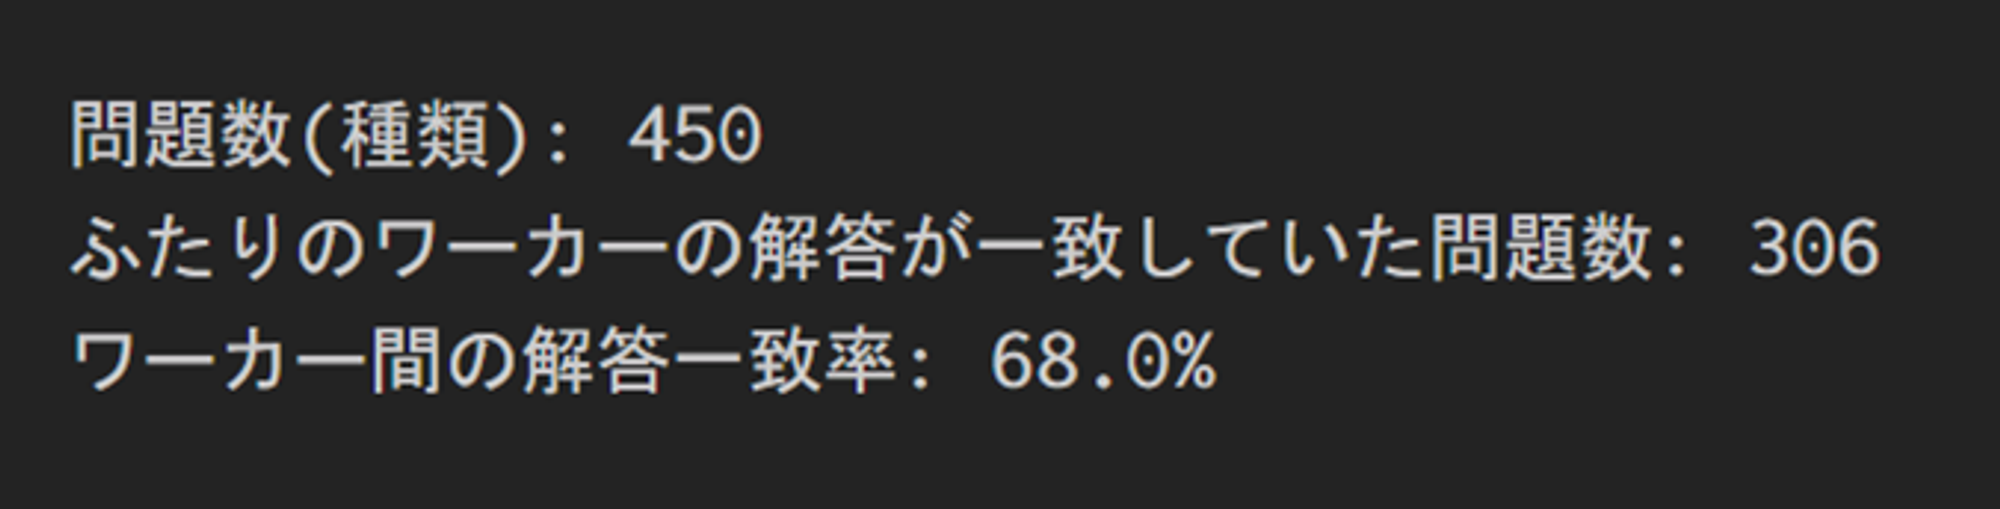 問題数(種類): 450
ふたりのワーカーの解答が一致していた問題数: 306
ワーカー間の解答一致率: 68.0%